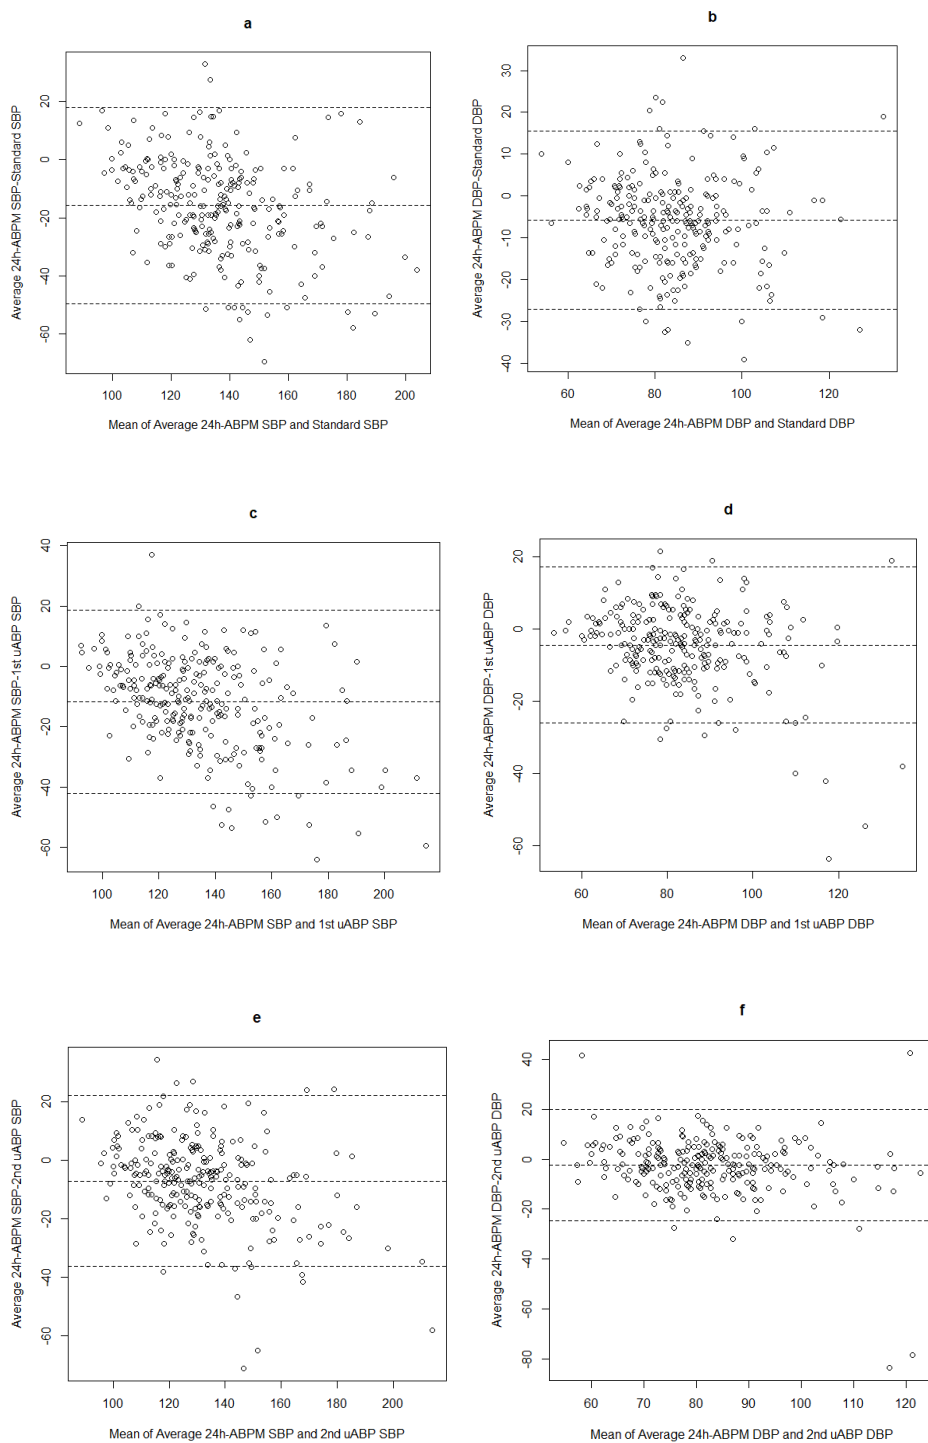 a
20
0
-20
-40
-60
Average 24h-ABPM SBP-Standard SBP
100 120 140 160 180 200
Mean of Average 24h-ABPM SBP and Standard SBP
b
30
20
10
0
-10
-20
-30
-40
Average 24h-ABPM DBP-Standard DBP
60 80 100 120
Mean of Average 24h-ABPM DBP and Standard DBP
c
40
20
0
-20
-40
-60
Average 24h-ABPM SBP-1st uABP SBP
100 120 140 160 180 200
Mean of Average 24h-ABPM SBP and 1st uABP SBP
d
20
0
-20
-40
-60
Average 24h-ABPM DBP-1st uABP DBP
60 80 100 120
Mean of Average 24h-ABPM DBP and 1st uABP DBP
e
20
0
-20
-40
-60
Average 24h-ABPM SBP-2nd uABP SBP
100 120 140 160 180 200
Mean of Average 24h-ABPM SBP and 2nd uABP SBP
f
40
20
0
-20
-40
-60
-80
Average 24h-ABPM DBP-2nd uABP DBP
60 70 80 90 100 110 120
Mean of Average 24h-ABPM DBP and 2nd uABP DBP